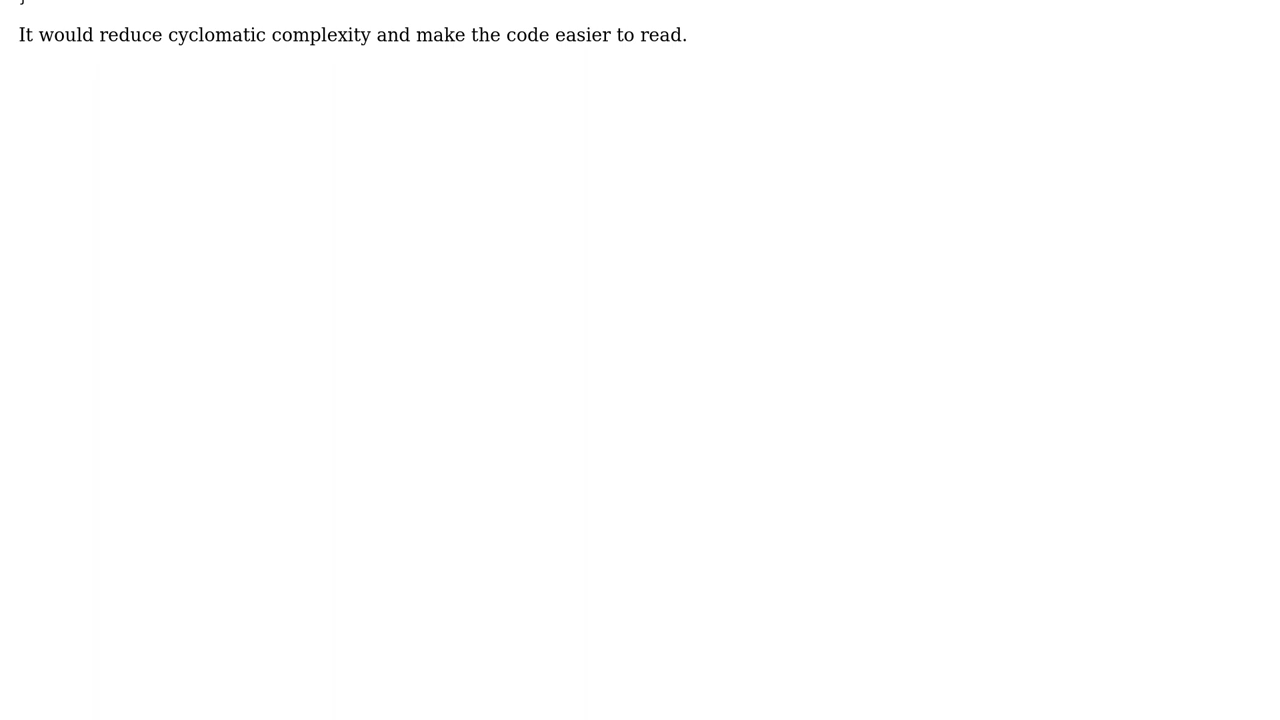 It would reduce cyclomatic complexity and make the code easier to read.